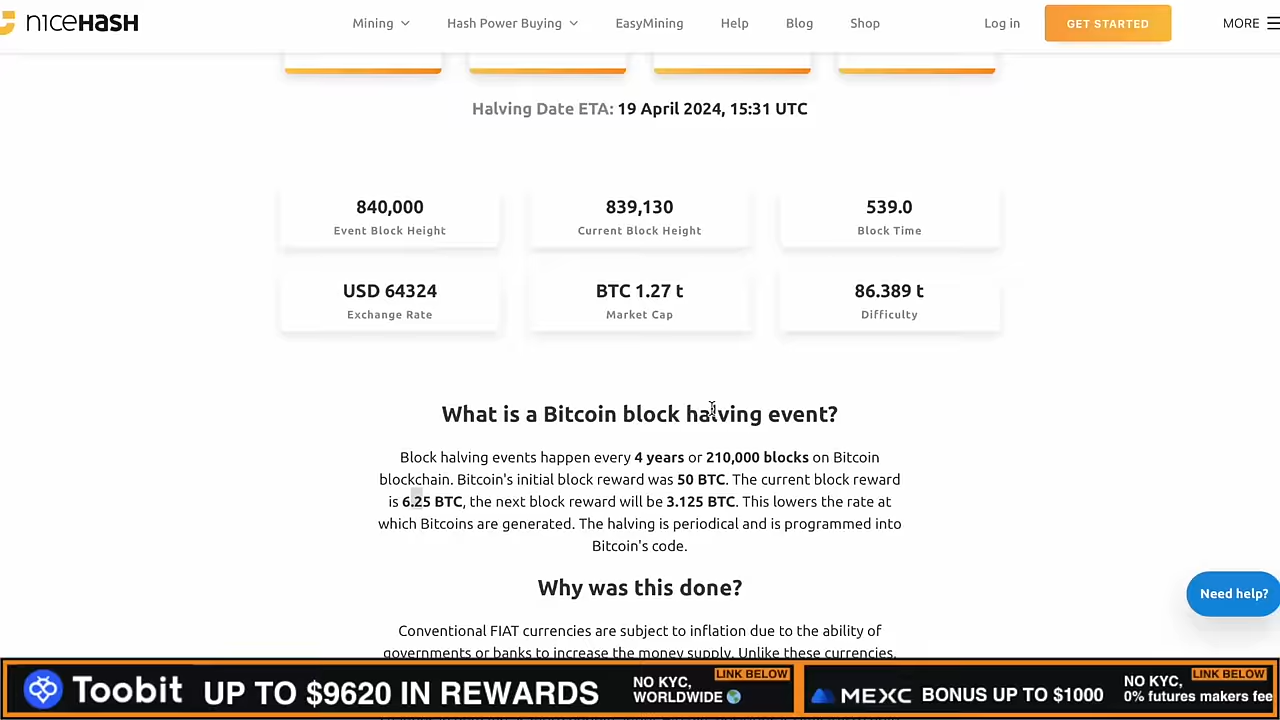 nicehash Mining Hash Power Buying EasyMining Help Blog Shop Log in GET STARTED MORE
Halving Date ETA: 19 April 2024, 15:31 UTC
840,000 839,130 539.0
Event Block Height Current Block Height Block Time
USD 64324 BTC 1.27 t 86.389 t
Exchange Rate Market Cap Difficulty
What is a Bitcoin block halving event?
Block halving events happen every 4 years or 210,000 blocks on Bitcoin
blockchain. Bitcoin's initial block reward was 50 BTC. The current block reward
is 6.25 BTC, the next block reward will be 3.125 BTC. This lowers the rate at
which Bitcoins are generated. The halving is periodical and is programmed into
Bitcoin's code.
Why was this done?
Need help?
Conventional FIAT currencies are subject to inflation due to the ability of
governments or banks to increase the money supply. Unlike these currencies,
Toobit UP TO $9620 IN REWARDS NO KYC, WORLDWIDE LINK BELOW
MEXC BONUS UP TO $1000 NO KYC, 0% futures makers fee LINK BELOW